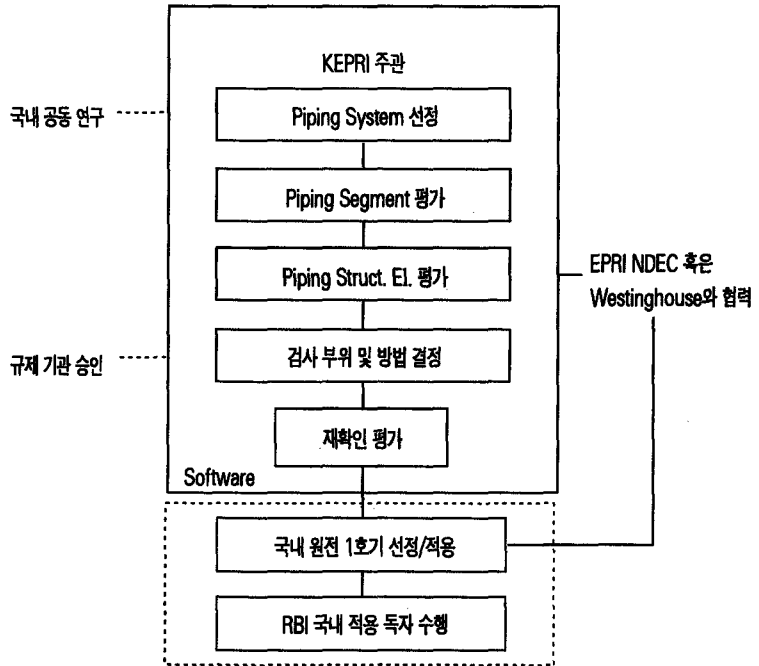 KEPRI 주관
국내 공동 연구
Piping System 선정
Piping Segment 평가
Piping Struct. El. 평가
EPRI NDEC 혹은
Westinghouse와 협력
검사 부위 및 방법 결정
규제 기관 승인
재확인 평가
Software
국내 원전 1호기 선정/적용
RBI 국내 적용 독자 수행